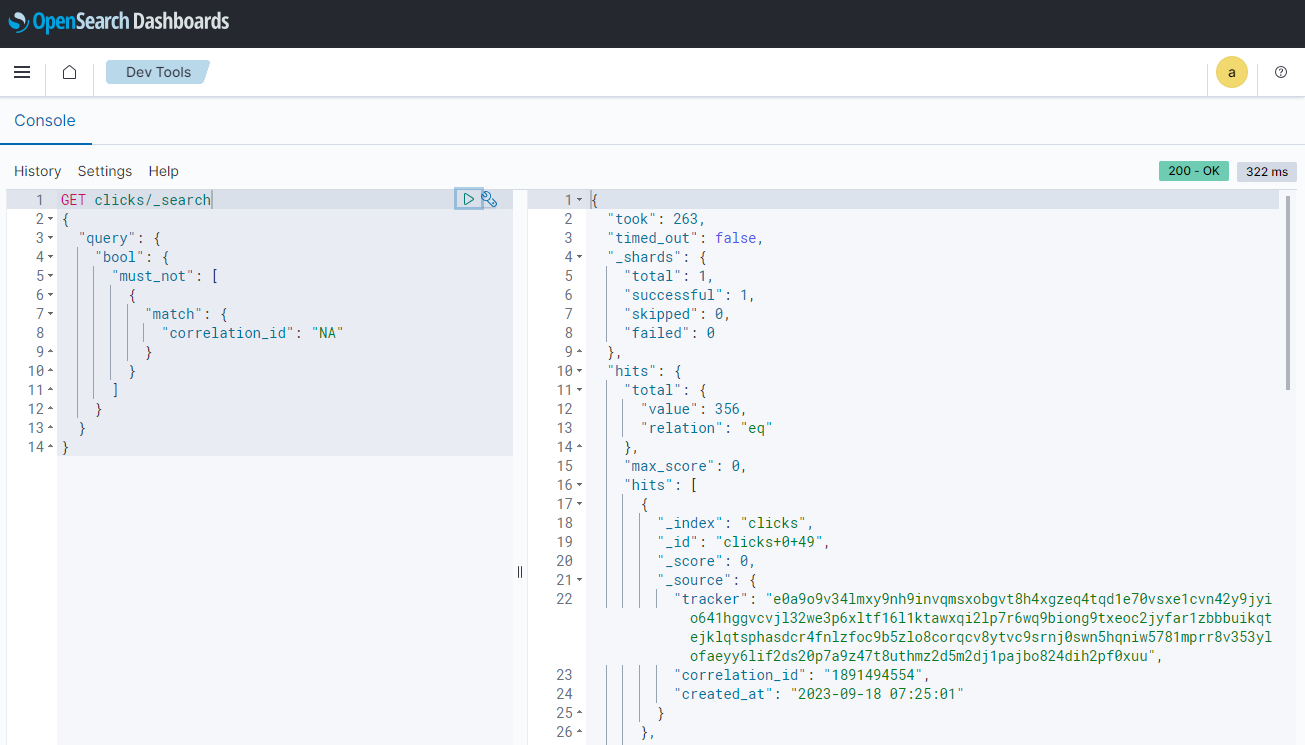 OpenSearch Dashboards
Dev Tools
a
Console
History Settings Help
200 - OK
322 ms
1 GET clicks/_search
2 {
3 "query": {
4 "bool": {
5 "must_not": [
6 {
7 "match": {
8 "correlation_id": "NA"
9 }
10 }
11 ]
12 }
13 }
14 }
1 {
2 "took": 263,
3 "timed_out": false,
4 "_shards": {
5 "total": 1,
6 "successful": 1,
7 "skipped": 0,
8 "failed": 0
9 },
10 "hits": {
11 "total": {
12 "value": 356,
13 "relation": "eq"
14 },
15 "max_score": 0,
16 "hits": [
17 {
18 "_index": "clicks",
19 "_id": "clicks+0+49",
20 "_score": 0,
21 "_source": {
22 "tracker": "e0a9o9v34lmxy9nh9invqmsxobgvt8h4xgzeq4tqd1e70vsxe1cvn42y9jyi
o641hggvcvjl32we3p6xltf16l1ktawxqi2lp7r6wq9biong9txeoc2jyfar1zbbbuikqt
ejklqtsphasdcr4fnlzfoc9b5zlo8corqcv8ytvc9srnj0swn5hqniw5781mprr8v353yl
ofaeyy6lif2ds20p7a9z47t8uthmz2d5m2dj1pajbo824dih2pf0xuu",
23 "correlation_id": "1891494554",
24 "created_at": "2023-09-18 07:25:01"
25 }
26 },